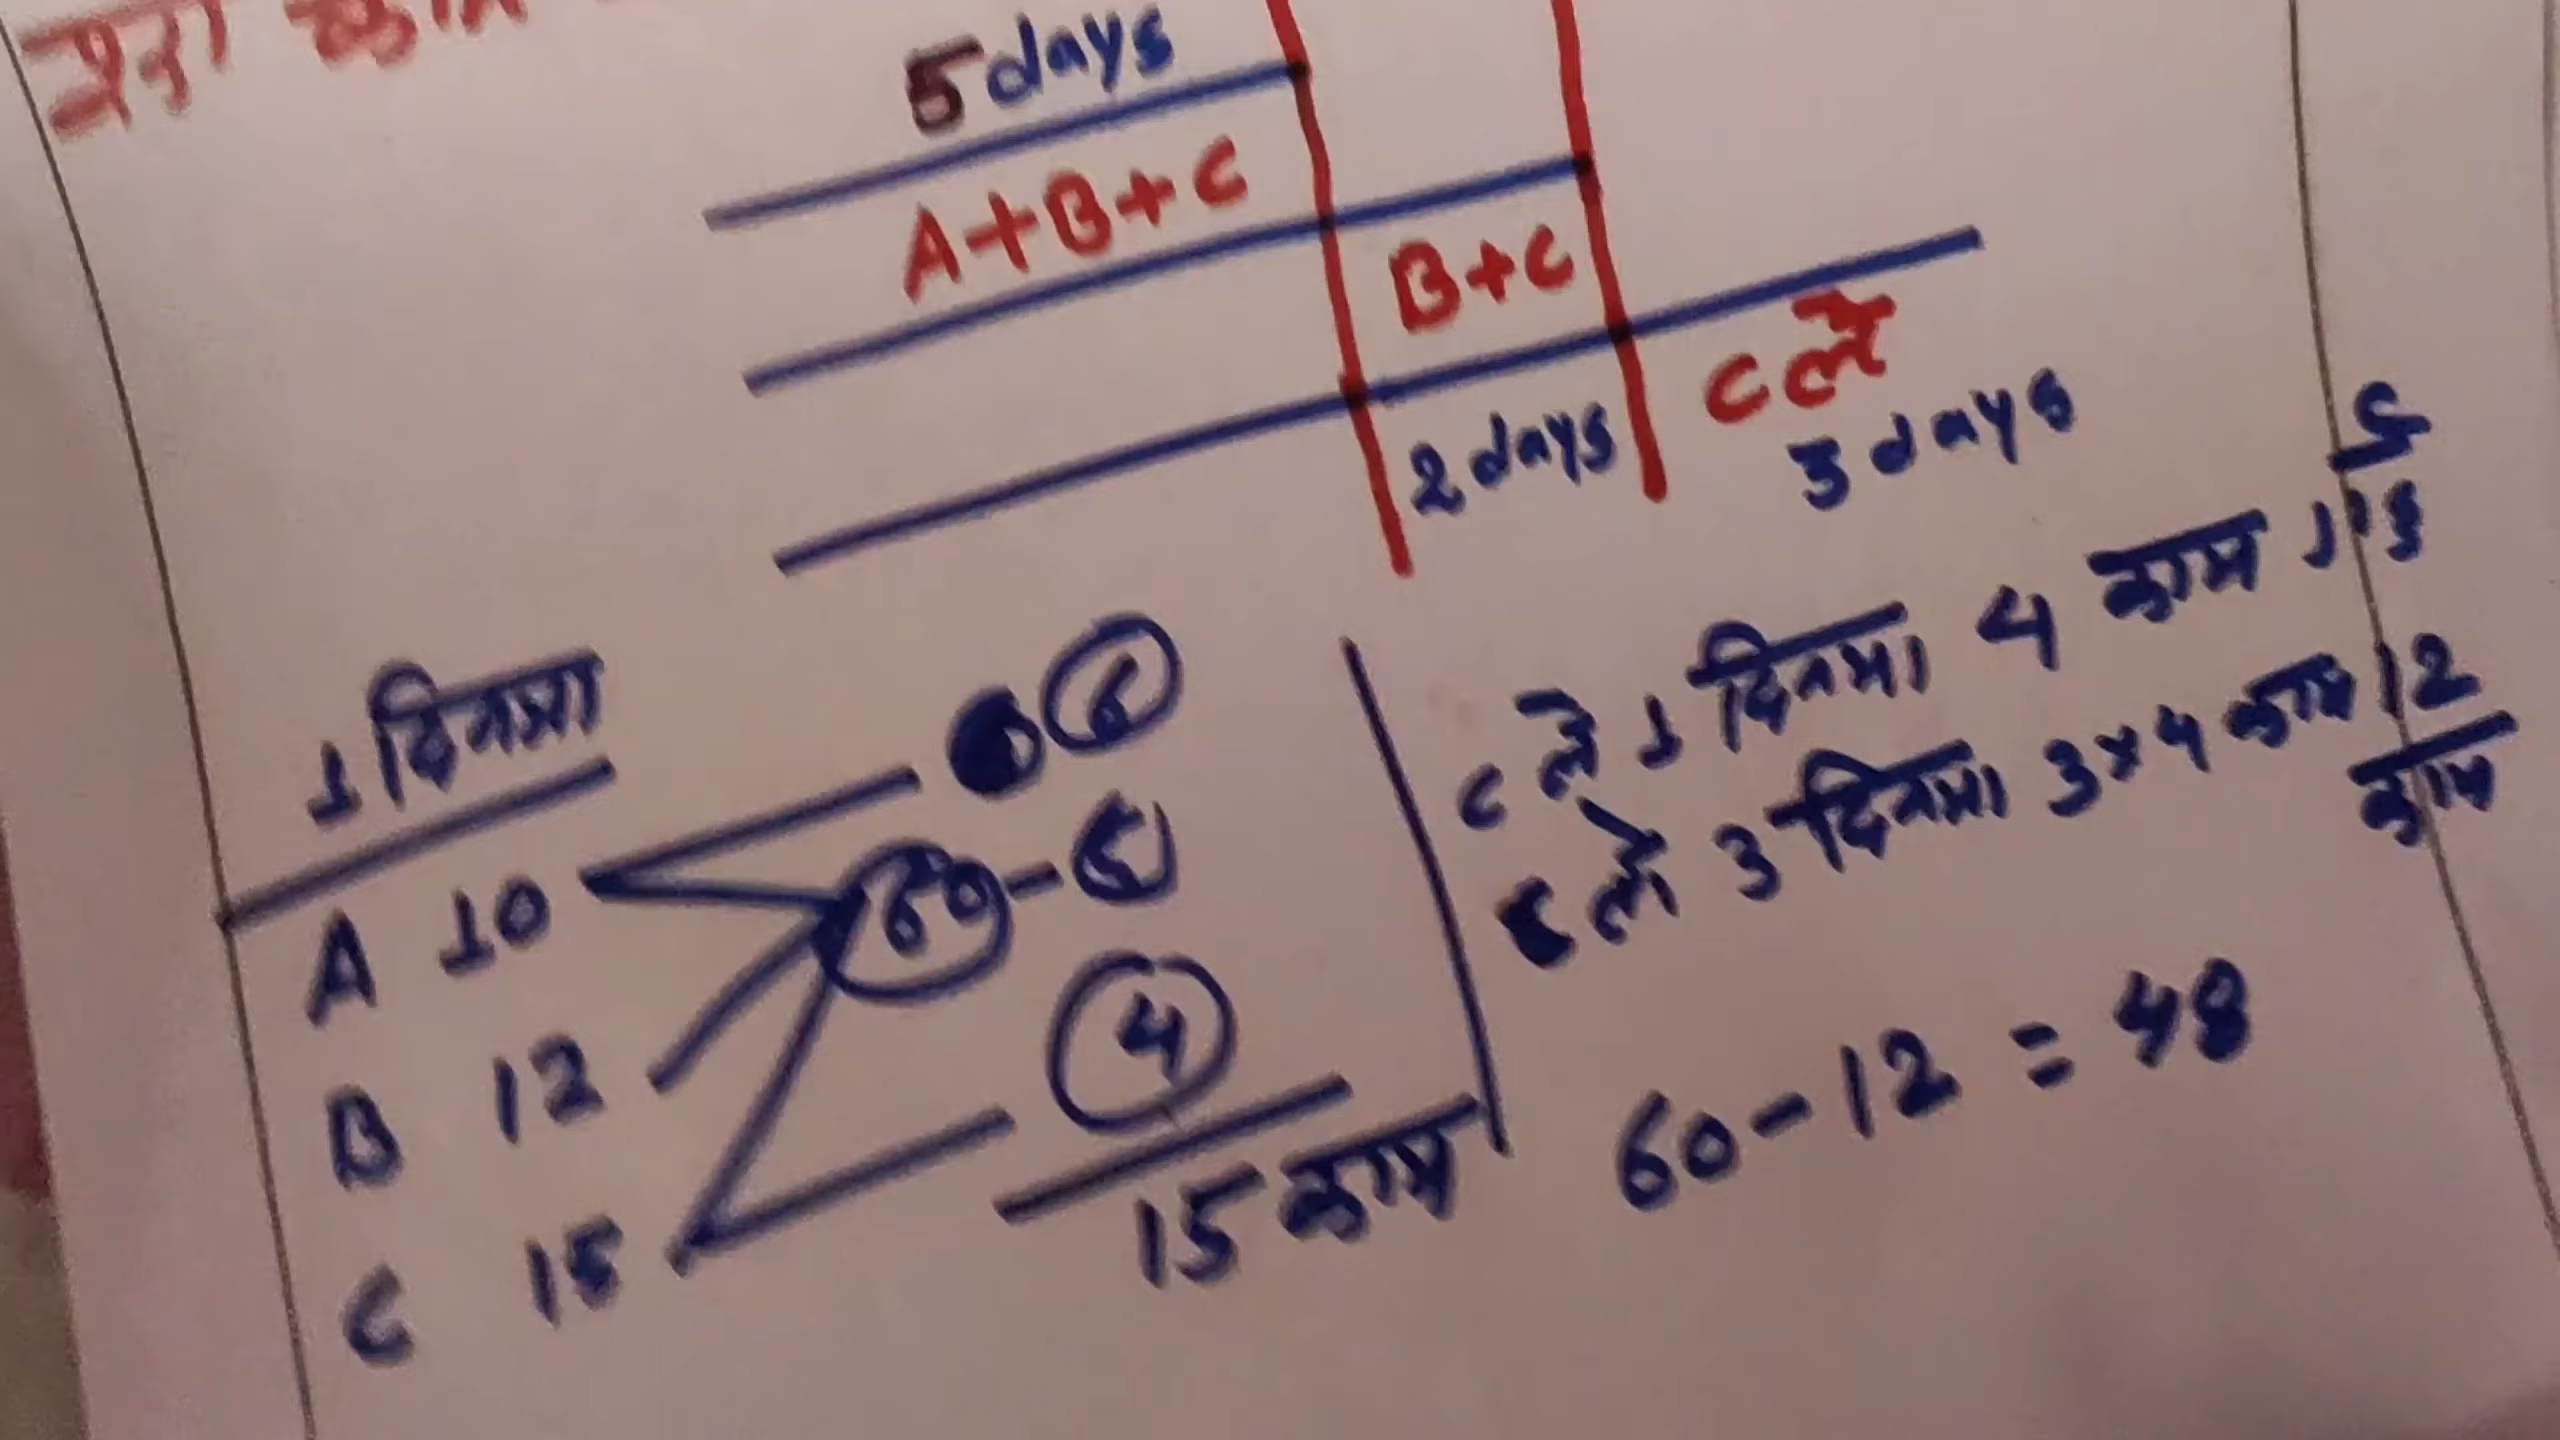 5 days
A+B+C
B+C
C ले
2 days
3 days
1 दिनमा
A 10
6
60 - 5
B 12
4
C 15
15 काम
C ले 1 दिनमा 4 काम
C ले 3 दिनमा 3×4 काम 12
काम
60-12 = 48